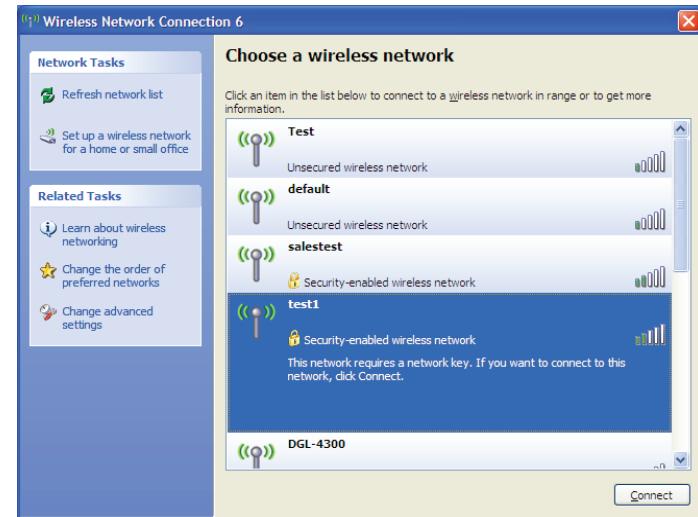 Wireless Network Connection 6
Network Tasks
Refresh network list
Set up a wireless network
for a home or small office
Related Tasks
Learn about wireless
networking
Change the order of
preferred networks
Change advanced
settings
Choose a wireless network
Click an item in the list below to connect to a wireless network in range or to get more
information.
Test
Unsecured wireless network
default
Unsecured wireless network
salestest
Security-enabled wireless network
test1
Security-enabled wireless network
This network requires a network key. If you want to connect to this
network, click Connect.
DGL-4300
Connect